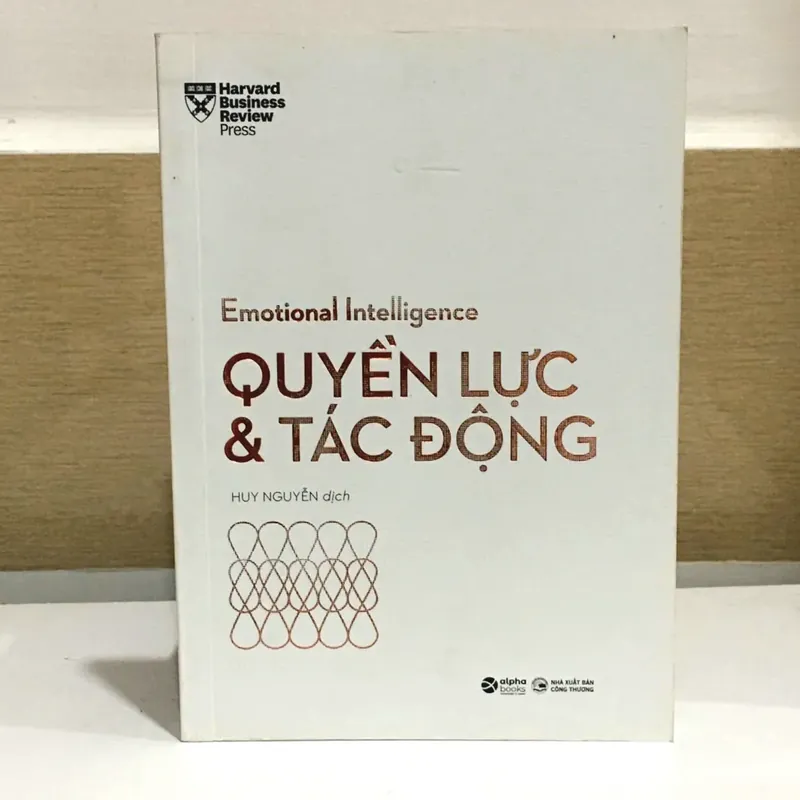 Harvard
Business
Review
Press
Emotional Intelligence
QUYỀN LỰC
& TÁC ĐỘNG
HUY NGUYỄN dịch
alpha
books
NHÀ XUẤT BẢN
CÔNG THƯƠNG